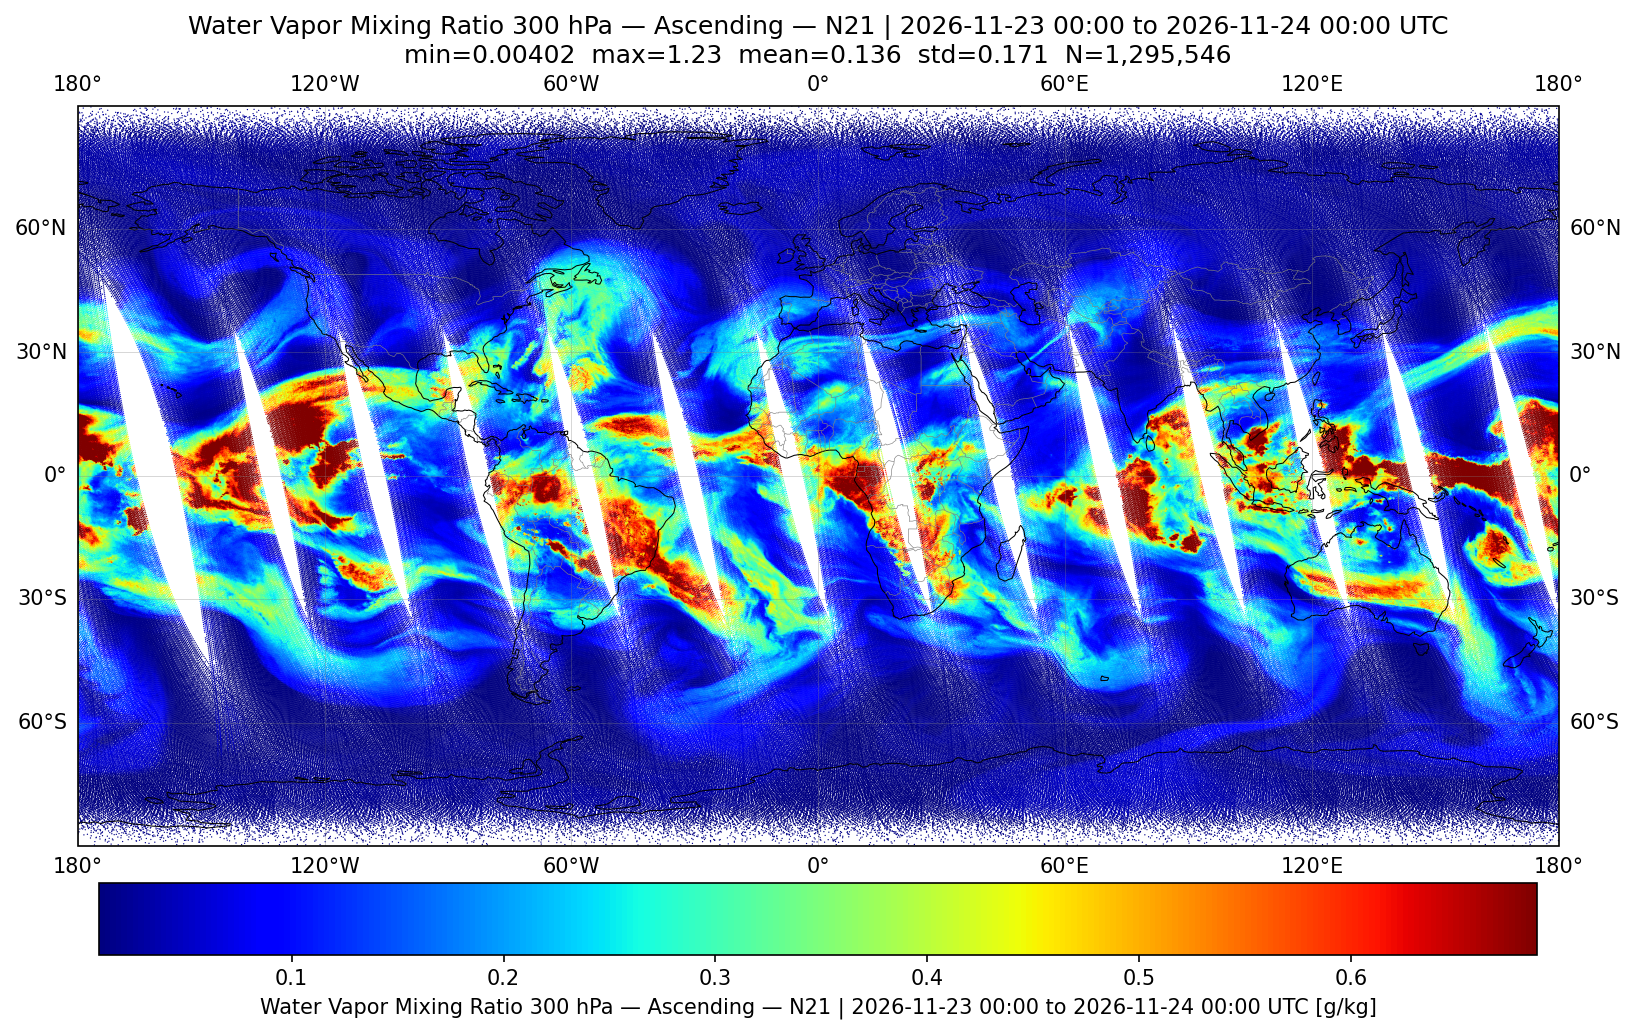 Water Vapor Mixing Ratio 300 hPa — Ascending — N21 | 2026-11-23 00:00 to 2026-11-24 00:00 UTC
min=0.00402  max=1.23  mean=0.136  std=0.171  N=1,295,546
180° 120°W 60°W 0° 60°E 120°E 180°
60°N 60°N
30°N 30°N
0° 0°
30°S 30°S
60°S 60°S
180° 120°W 60°W 0° 60°E 120°E 180°
0.1 0.2 0.3 0.4 0.5 0.6
Water Vapor Mixing Ratio 300 hPa — Ascending — N21 | 2026-11-23 00:00 to 2026-11-24 00:00 UTC [g/kg]